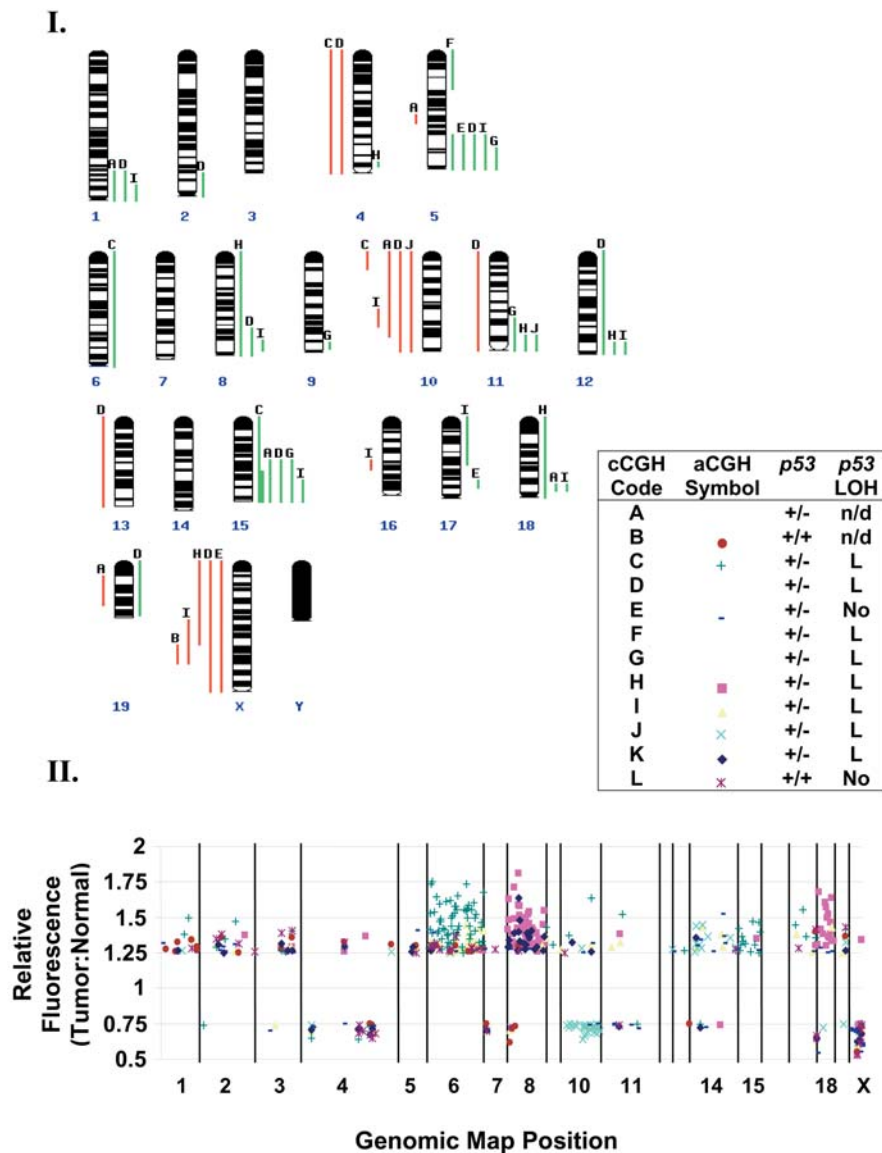 I.
C D F
A
H E D I G
A D I D
1 2 3 4 5
C H C A D J D D
I
D I G G H J H I
6 7 8 9 10 11 12
D C I H
A D G I I E A I
13 14 15 16 17 18
A D H D E
I
B
19 X Y
cCGH Code aCGH Symbol p53 p53 LOH
A +/- n/d
B +/+ n/d
C +/- L
D +/- L
E +/- No
F +/- L
G +/- L
H +/- L
I +/- L
J +/- L
K +/- L
L +/+ No
II.
Relative Fluorescence (Tumor:Normal)
2
1.75
1.5
1.25
1
0.75
0.5
1 2 3 4 5 6 7 8 10 11 14 15 18 X
Genomic Map Position